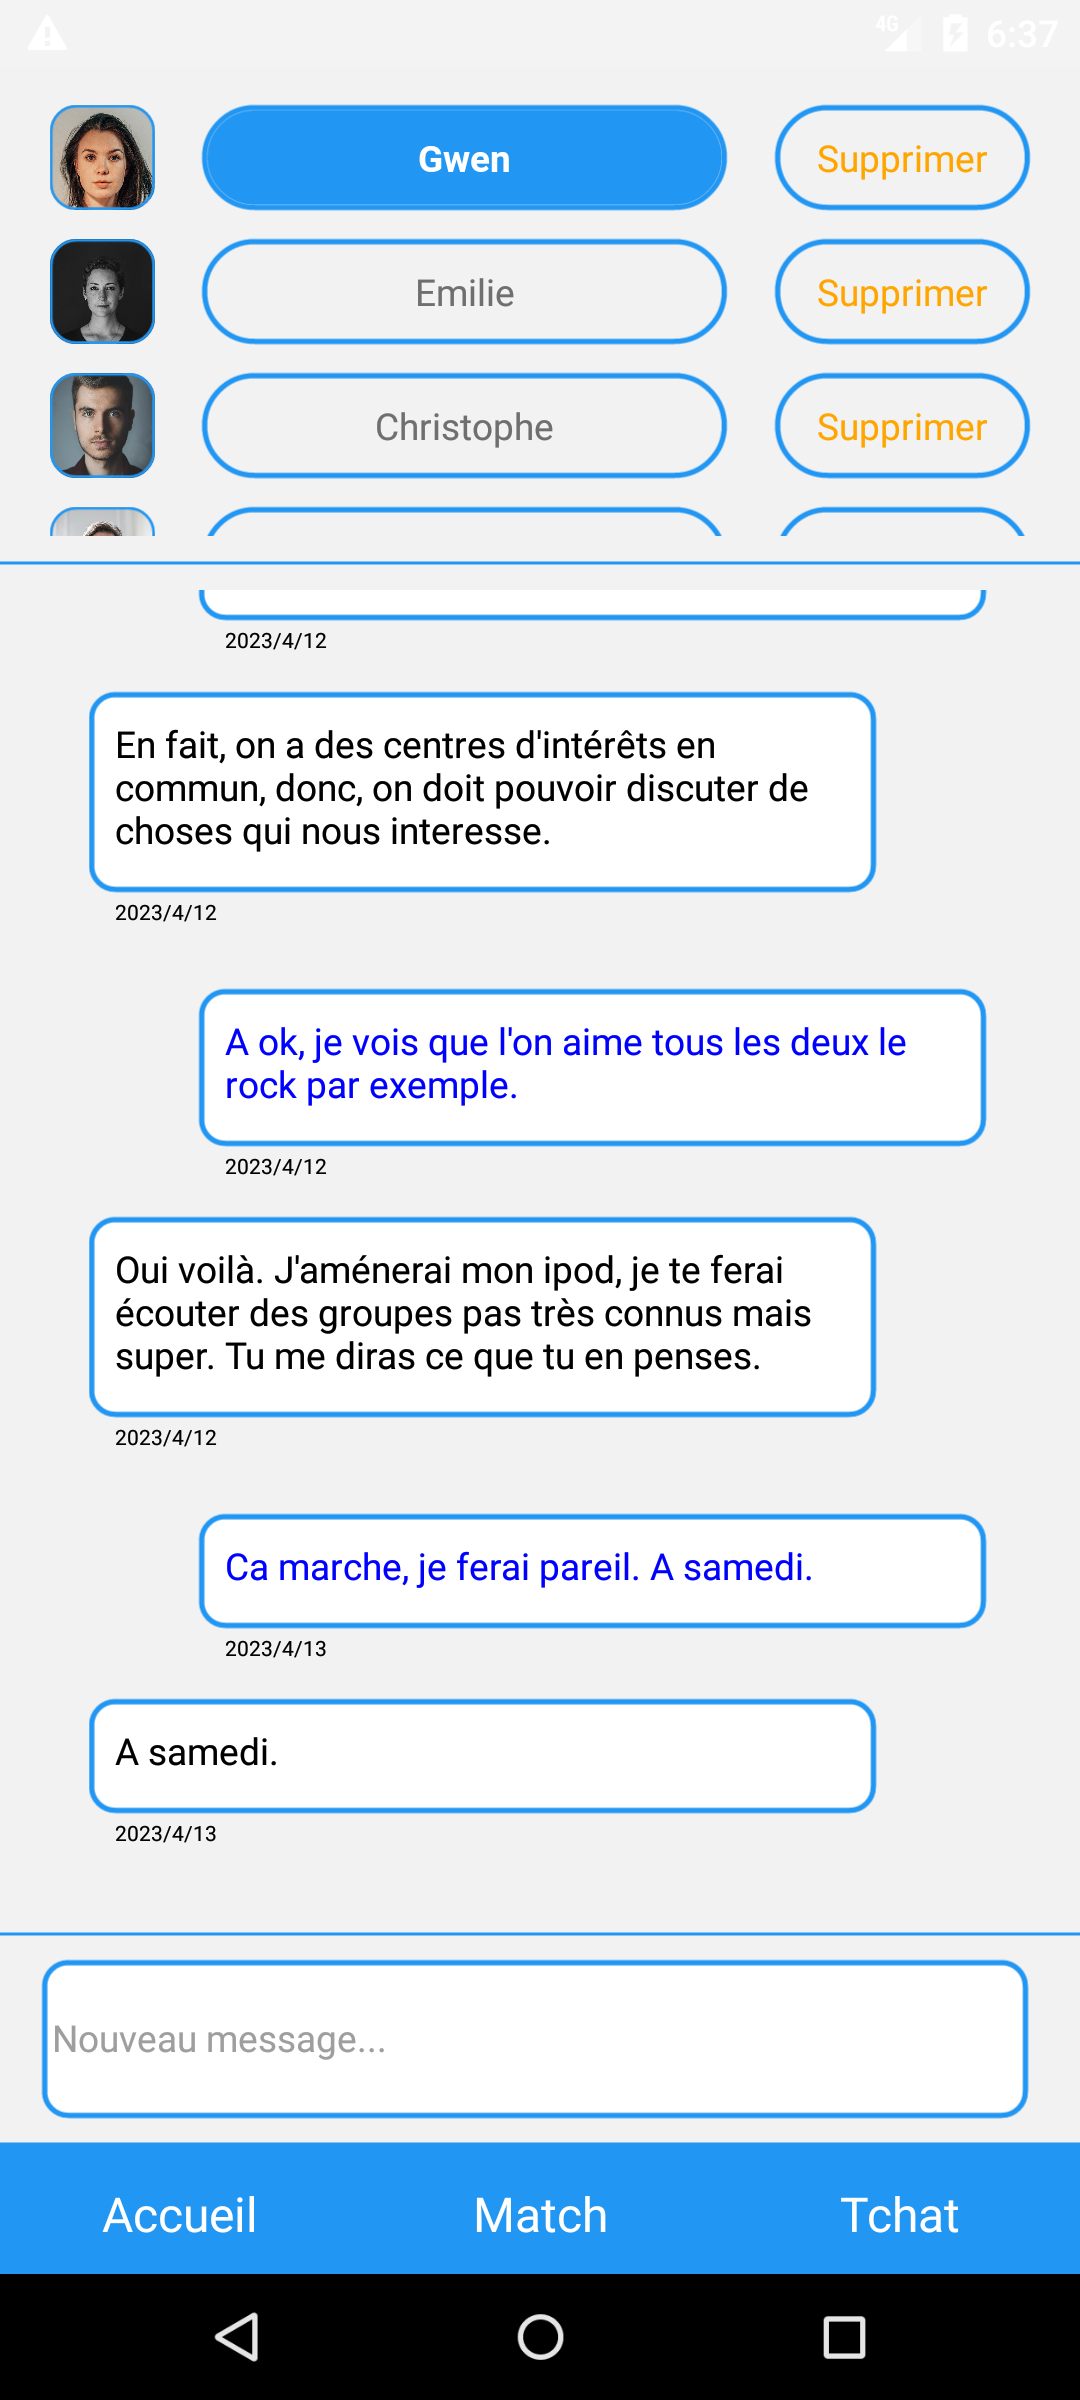 4G 6:37
Gwen Supprimer
Emilie Supprimer
Christophe Supprimer
2023/4/12
En fait, on a des centres d'intérêts en
commun, donc, on doit pouvoir discuter de
choses qui nous interesse.
2023/4/12
A ok, je vois que l'on aime tous les deux le
rock par exemple.
2023/4/12
Oui voilà. J'aménerai mon ipod, je te ferai
écouter des groupes pas très connus mais
super. Tu me diras ce que tu en penses.
2023/4/12
Ca marche, je ferai pareil. A samedi.
2023/4/13
A samedi.
2023/4/13
Nouveau message...
Accueil Match Tchat